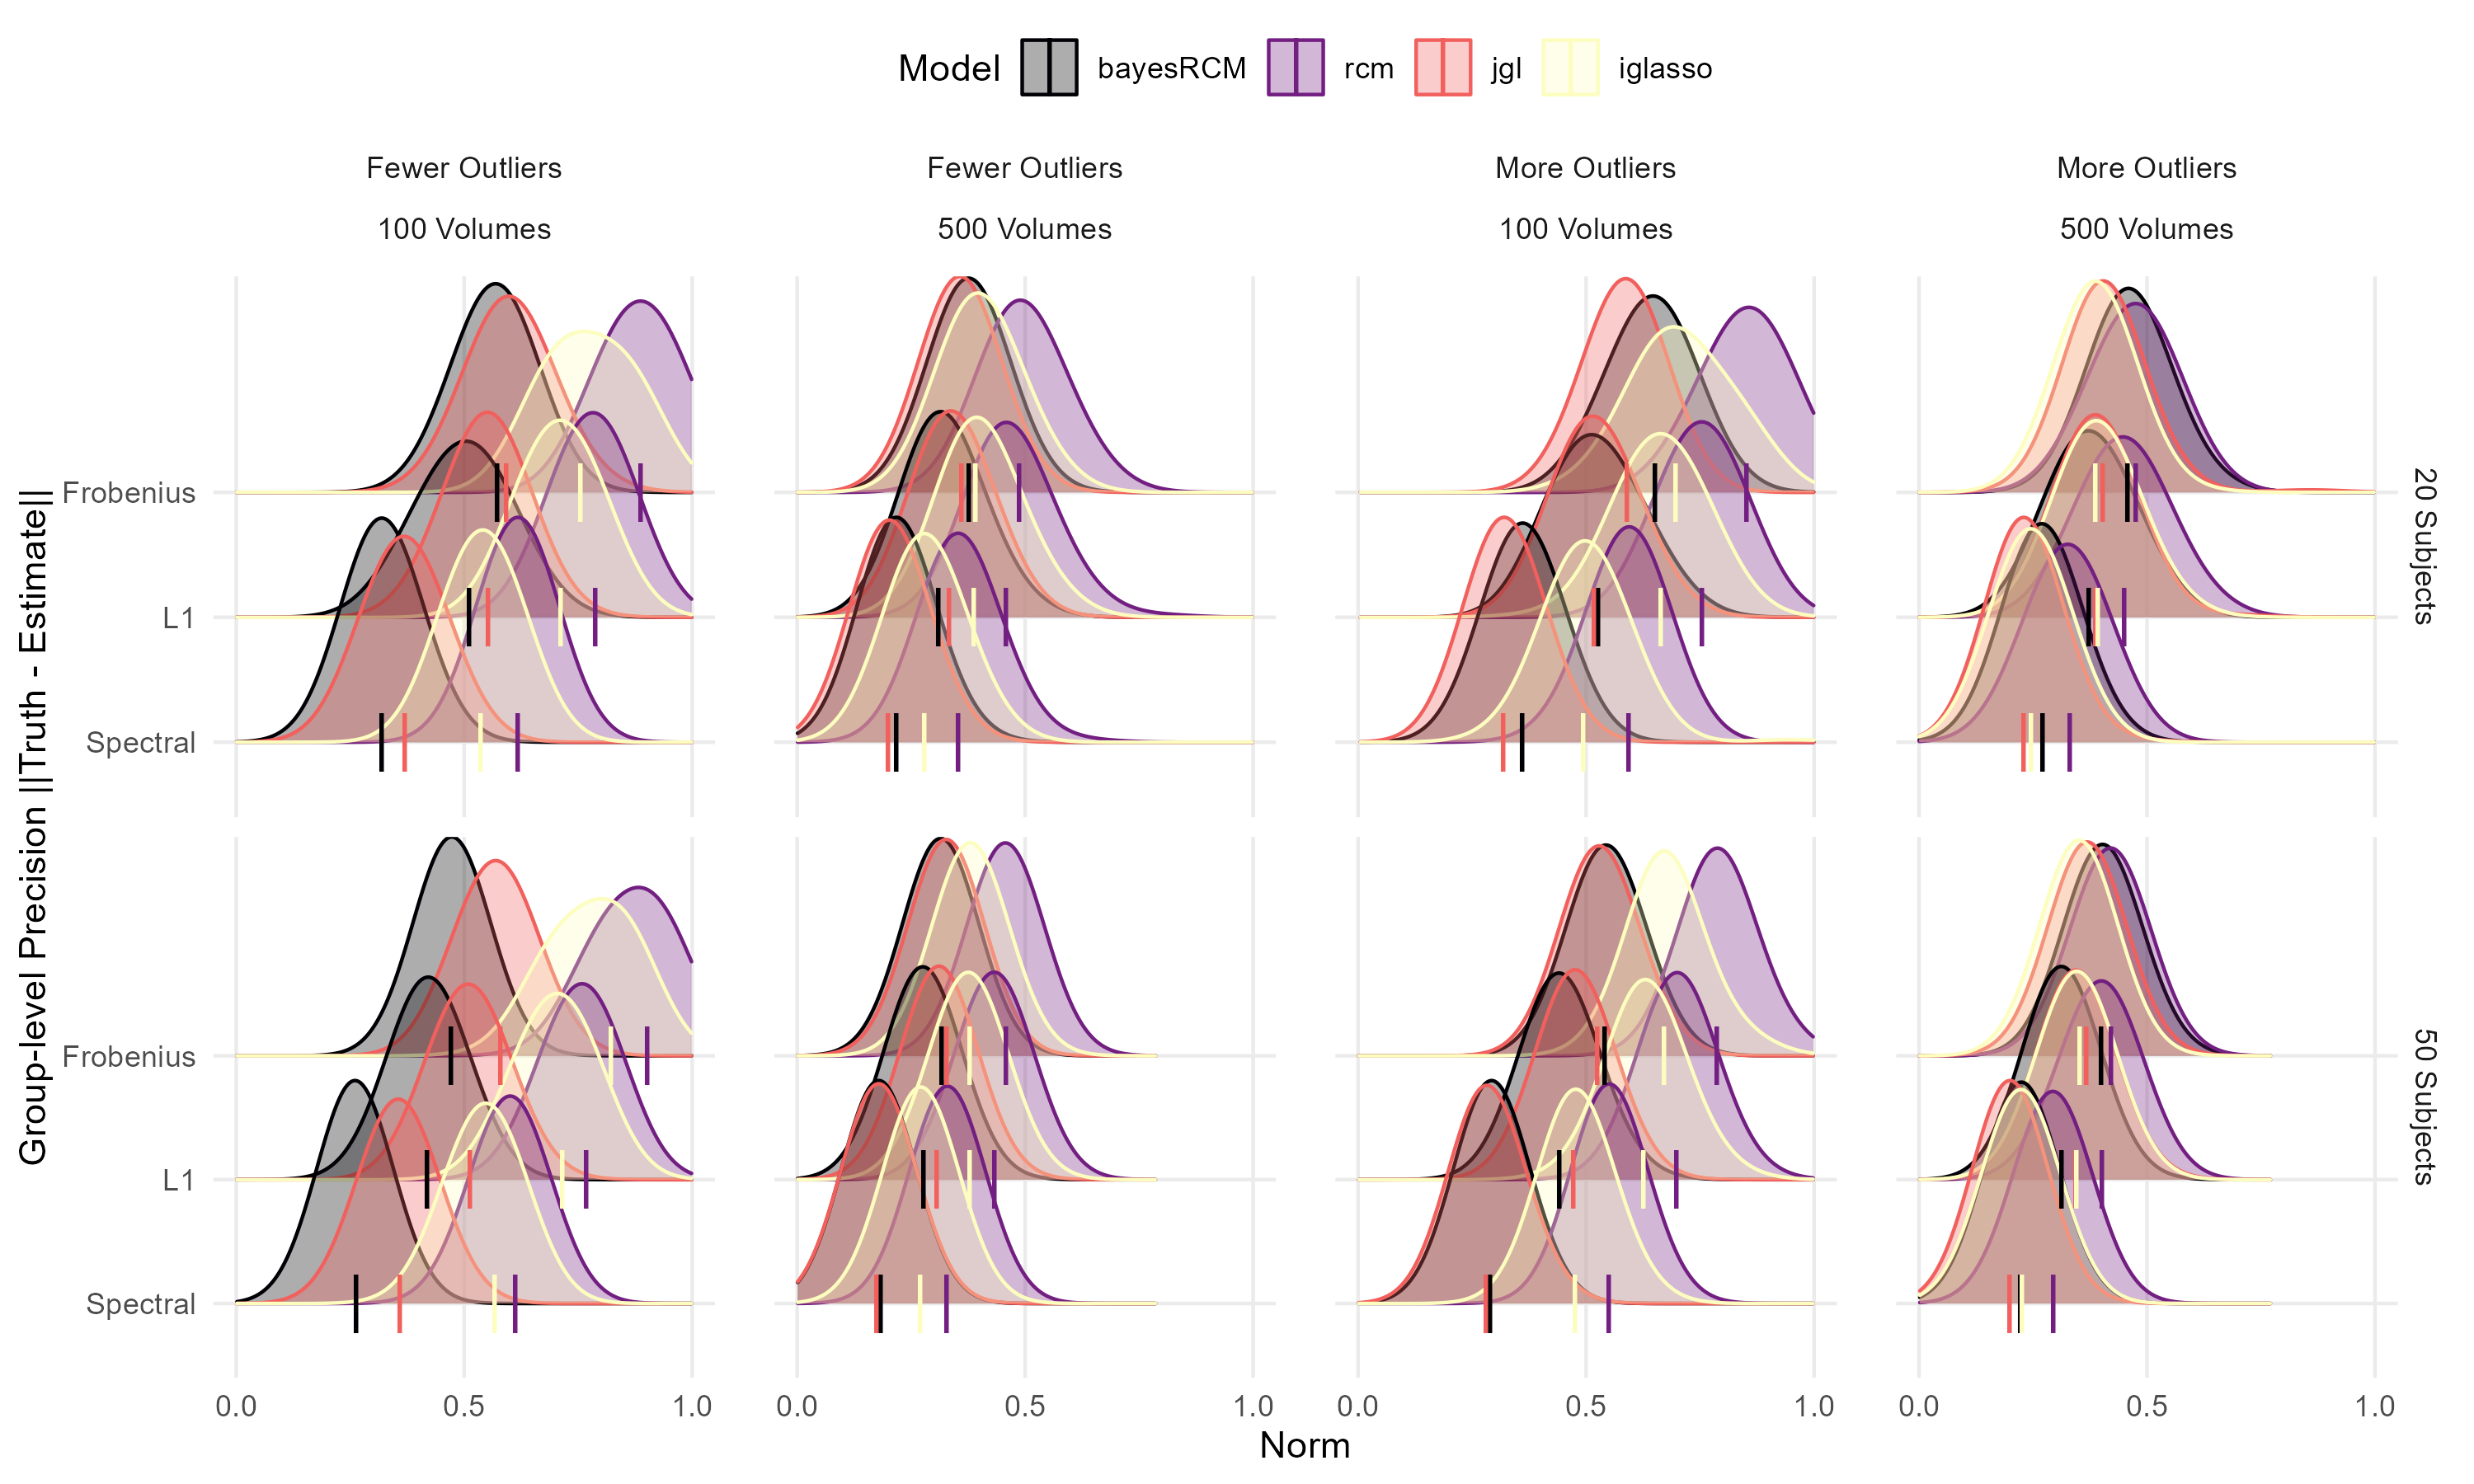 Model bayesRCM rcm jgl iglasso
Fewer Outliers Fewer Outliers More Outliers More Outliers
100 Volumes 500 Volumes 100 Volumes 500 Volumes
Group-level Precision ||Truth - Estimate||
Frobenius
L1
Spectral
20 Subjects
Frobenius
L1
Spectral
50 Subjects
0.0 0.5 1.0 0.0 0.5 1.0 0.0 0.5 1.0 0.0 0.5 1.0
Norm